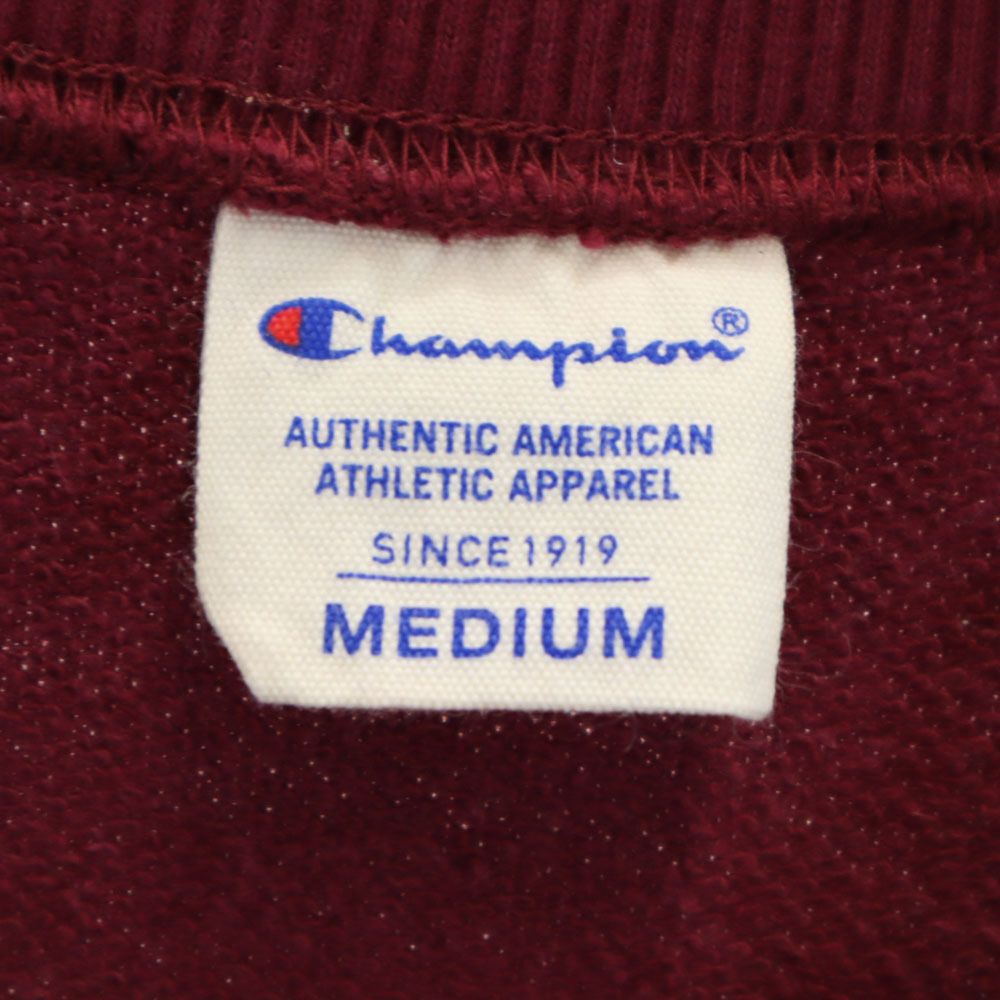 Champion®
AUTHENTIC AMERICAN
ATHLETIC APPAREL
SINCE 1919
MEDIUM